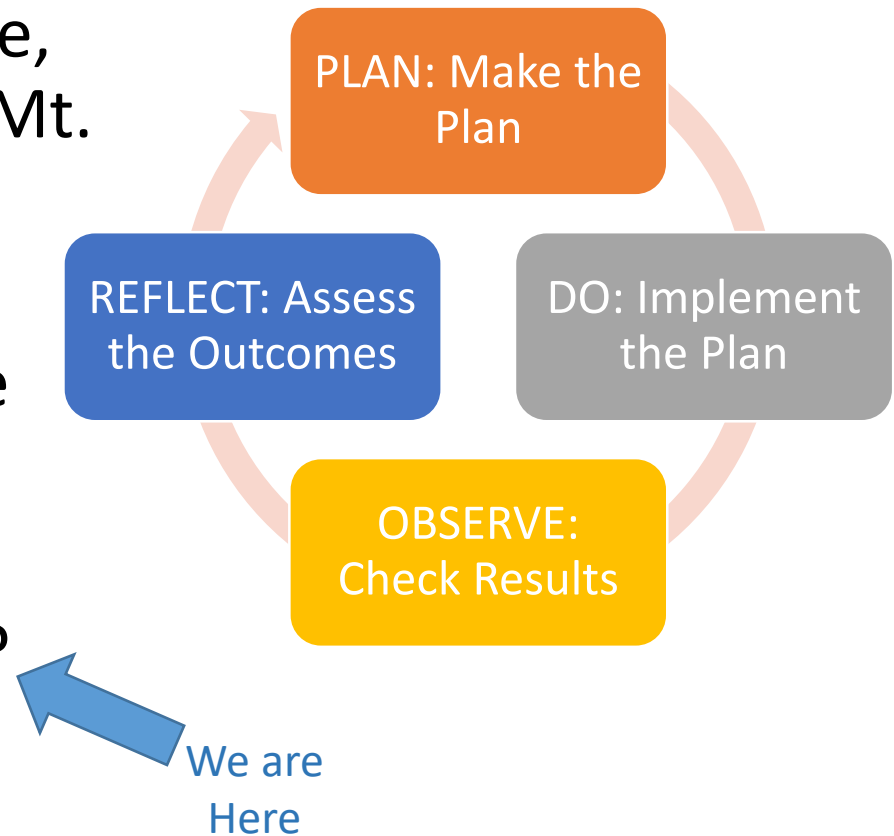 e,
Mt.
PLAN: Make the
Plan
REFLECT: Assess
the Outcomes
DO: Implement
the Plan
e
OBSERVE:
Check Results
We are
Here